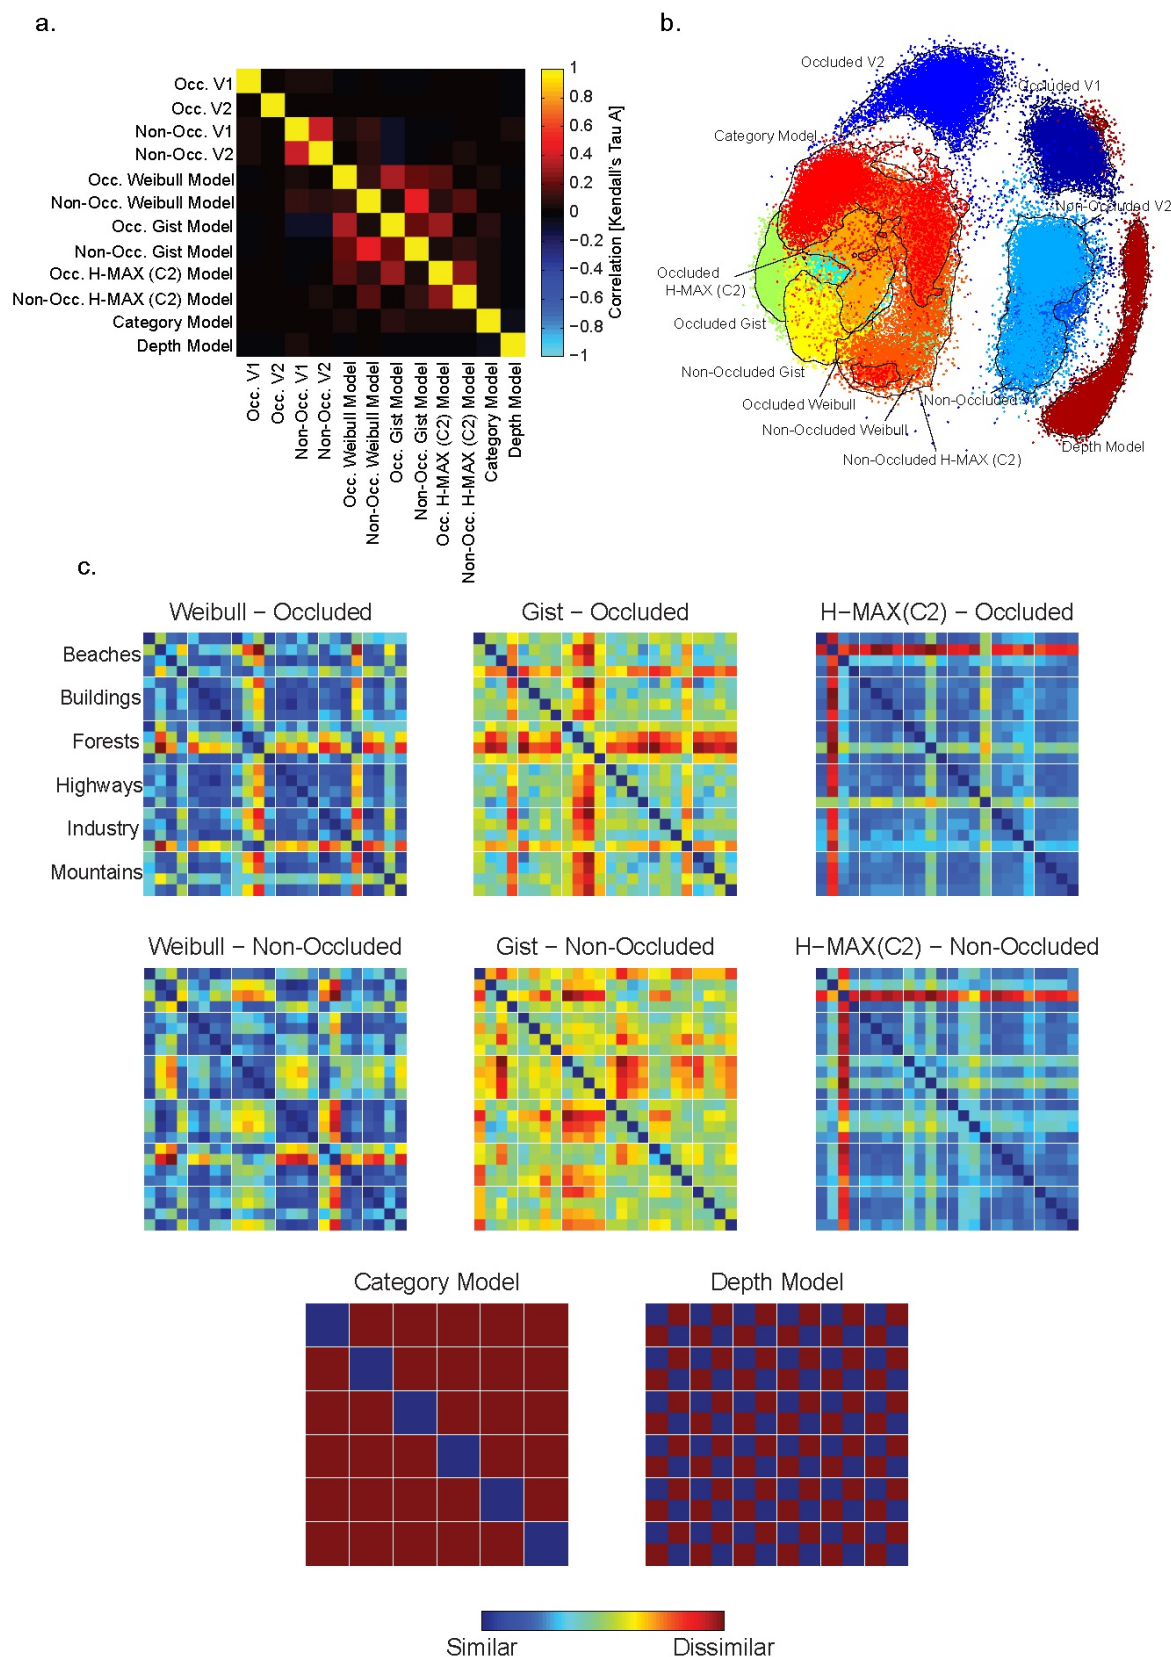 a.
Occ. V1
Occ. V2
Non-Occ. V1
Non-Occ. V2
Occ. Weibull Model
Non-Occ. Weibull Model
Occ. Gist Model
Non-Occ. Gist Model
Occ. H-MAX (C2) Model
Non-Occ. H-MAX (C2) Model
Category Model
Depth Model
Occ. V1
Occ. V2
Non-Occ. V1
Non-Occ. V2
Occ. Weibull Model
Non-Occ. Weibull Model
Occ. Gist Model
Non-Occ. Gist Model
Occ. H-MAX (C2) Model
Non-Occ. H-MAX (C2) Model
Category Model
Depth Model
1
0.8
0.6
0.4
0.2
0
−0.2
−0.4
−0.6
−0.8
−1
Correlation [Kendall's Tau A]
b.
Occluded V2
Occluded V1
Category Model
Non-Occluded V2
Occluded
H-MAX (C2)
Occluded Gist
Non-Occluded Gist
Occluded Weibull
Non-Occluded V1
Non-Occluded Weibull
Depth Model
Non-Occluded H-MAX (C2)
c.
Weibull − Occluded
Gist − Occluded
H−MAX(C2) − Occluded
Beaches
Buildings
Forests
Highways
Industry
Mountains
Weibull − Non-Occluded
Gist − Non-Occluded
H−MAX(C2) − Non-Occluded
Category Model
Depth Model
Similar
Dissimilar